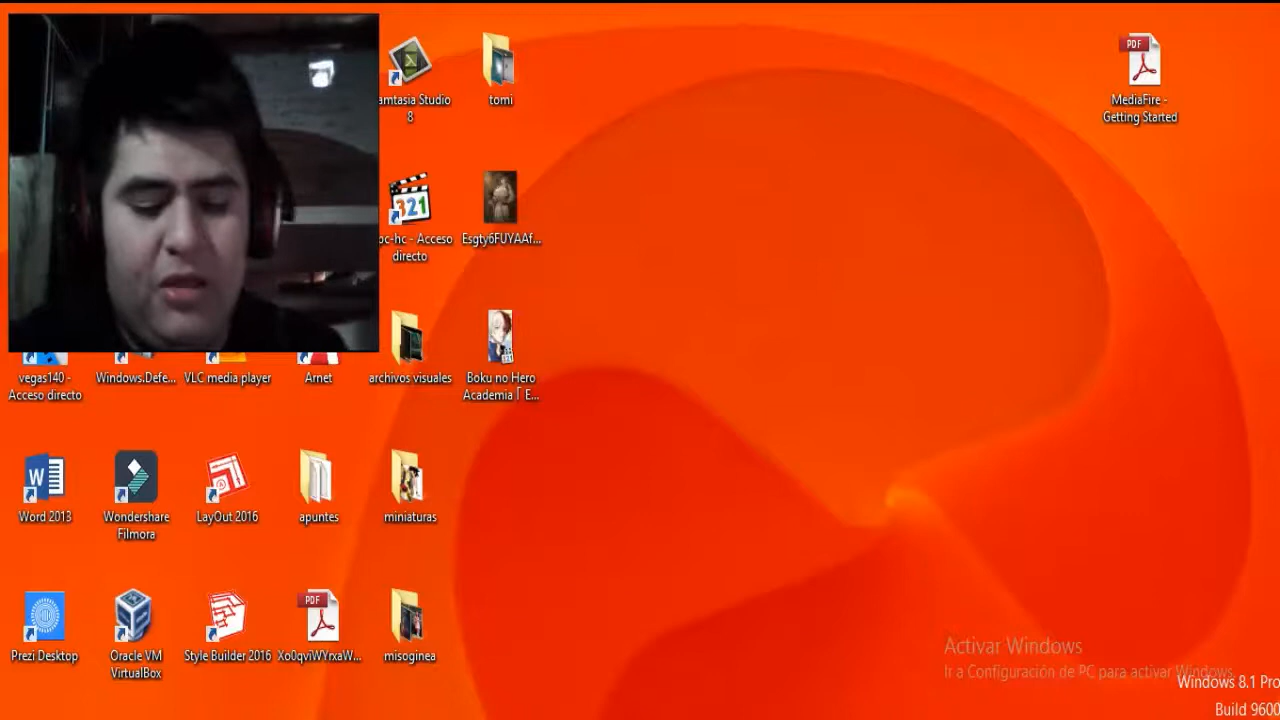 amtasia Studio
8
tomi
PDF
MediaFire -
Getting Started
321
pc-hc - Acceso
directo
Esgty6FUYAAf...
vegas140 -
Acceso directo
Windows.Defe...
VLC media player
Arnet
archivos visuales
Boku no Hero
Academia「 E...
W
Word 2013
Wondershare
Filmora
LayOut 2016
apuntes
miniaturas
Prezi Desktop
Oracle VM
VirtualBox
Style Builder 2016
PDF
Xo0qviWYrxaW...
misoginea
Activar Windows
Ir a Configuración de PC para activar Windows.
Windows 8.1 Pro
Build 9600